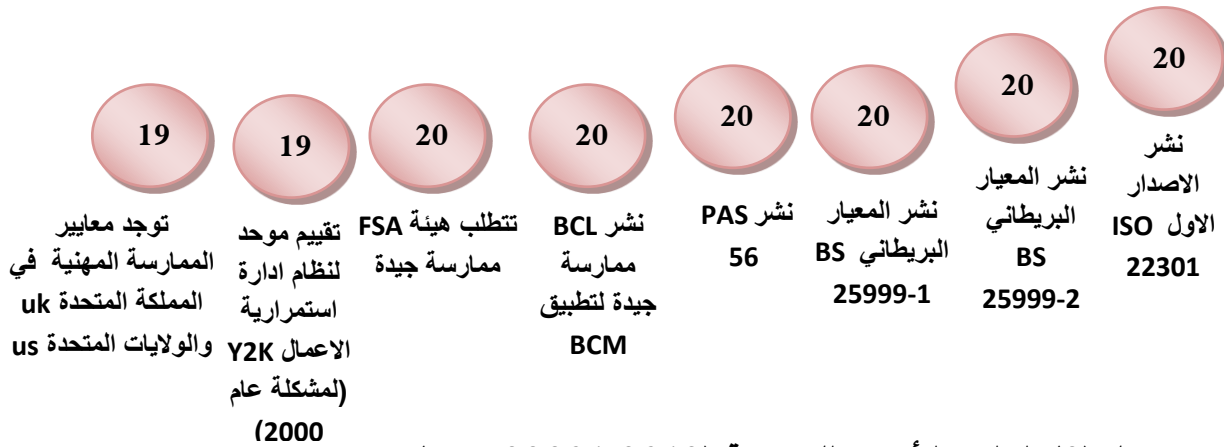 20
نشر
الاصدار
الاول ISO
22301
20
نشر المعيار
البريطاني
BS
25999-2
20
نشر المعيار
البريطاني BS
25999-1
20
نشر PAS
56
20
نشر BCL
ممارسة
جيدة لتطبيق
BCM
20
تتطلب هيئة FSA
ممارسة جيدة
19
تقييم موحد
لنظام ادارة
استمرارية
الاعمال Y2K
(لمشكلة عام
2000)
19
توجد معايير
الممارسة المهنية في
المملكة المتحدة uk
والولايات المتحدة us